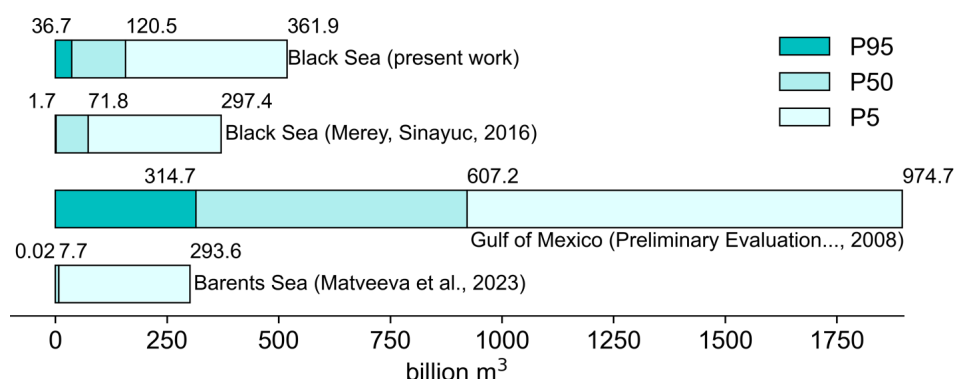 36.7 120.5 361.9
Black Sea (present work)
P95
P50
P5
1.7 71.8 297.4
Black Sea (Merey, Sinayuc, 2016)
314.7 607.2 974.7
Gulf of Mexico (Preliminary Evaluation..., 2008)
0.02 7.7 293.6
Barents Sea (Matveeva et al., 2023)
0 250 500 750 1000 1250 1500 1750
billion m³